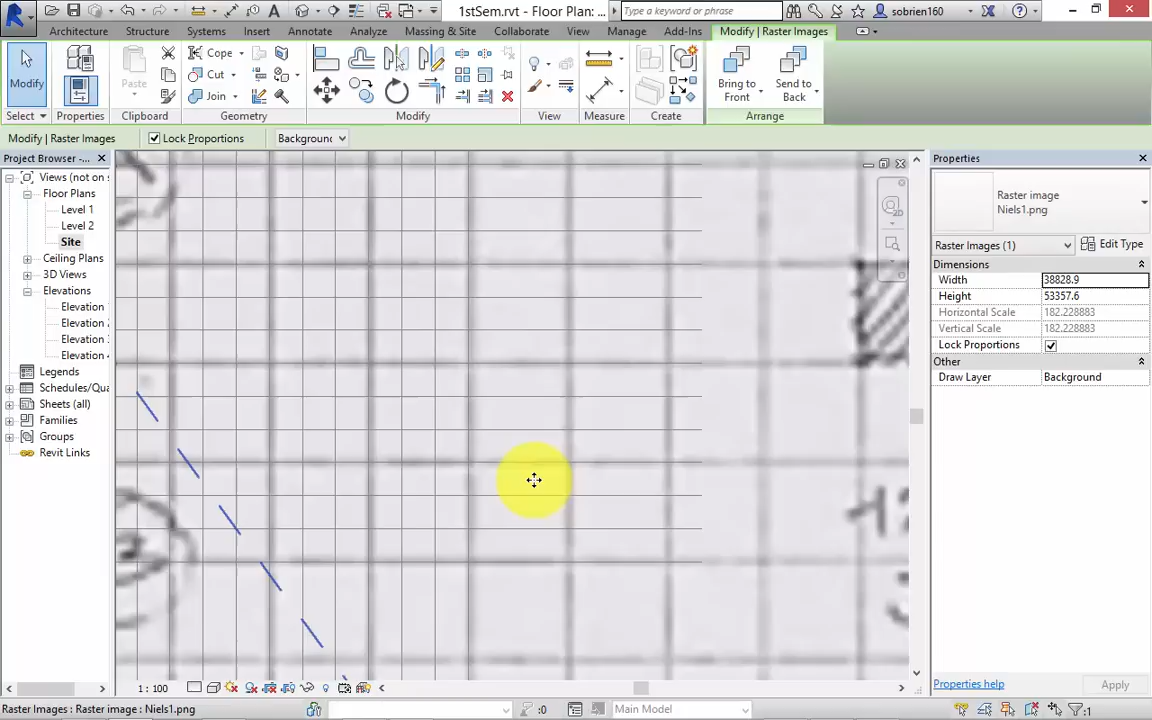 1stSem.rvt - Floor Plan: ...
Type a keyword or phrase
sobrien160
Architecture
Structure
Systems
Insert
Annotate
Analyze
Massing & Site
Collaborate
View
Manage
Add-Ins
Modify | Raster Images
Modify
Paste
Cope
Cut
Join
Bring to
Front
Send to
Back
Select
Properties
Clipboard
Geometry
Modify
View
Measure
Create
Arrange
Modify | Raster Images
Lock Proportions
Project Browser -...
Views (not on
Floor Plans
Level 1
Level 2
Site
Ceiling Plans
3D Views
Elevations
Elevation
Elevation
Elevation
Elevation
Legends
Schedules/Qua
Sheets (all)
Families
Groups
Revit Links
2D
Properties
Raster image
Niels1.png
Raster Images (1)
Edit Type
Dimensions
Width 38828.9
Height 53357.6
Horizontal Scale 182.228883
Vertical Scale 182.228883
Lock Proportions
Other
Draw Layer Background
Properties help
Apply
1 : 100
Raster Images : Raster image : Niels1.png
:0
Main Model
:1